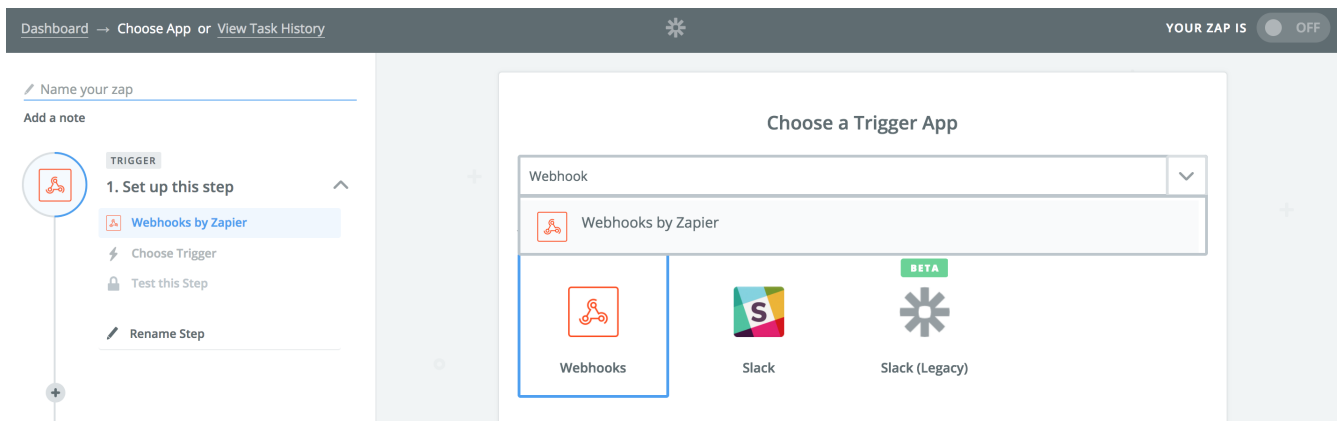 Dashboard → Choose App or View Task History
YOUR ZAP IS OFF
Name your zap
Add a note
TRIGGER
1. Set up this step
Webhooks by Zapier
Choose Trigger
Test this Step
Rename Step
Choose a Trigger App
Webhook
Webhooks by Zapier
BETA
S
Webhooks
Slack
Slack (Legacy)